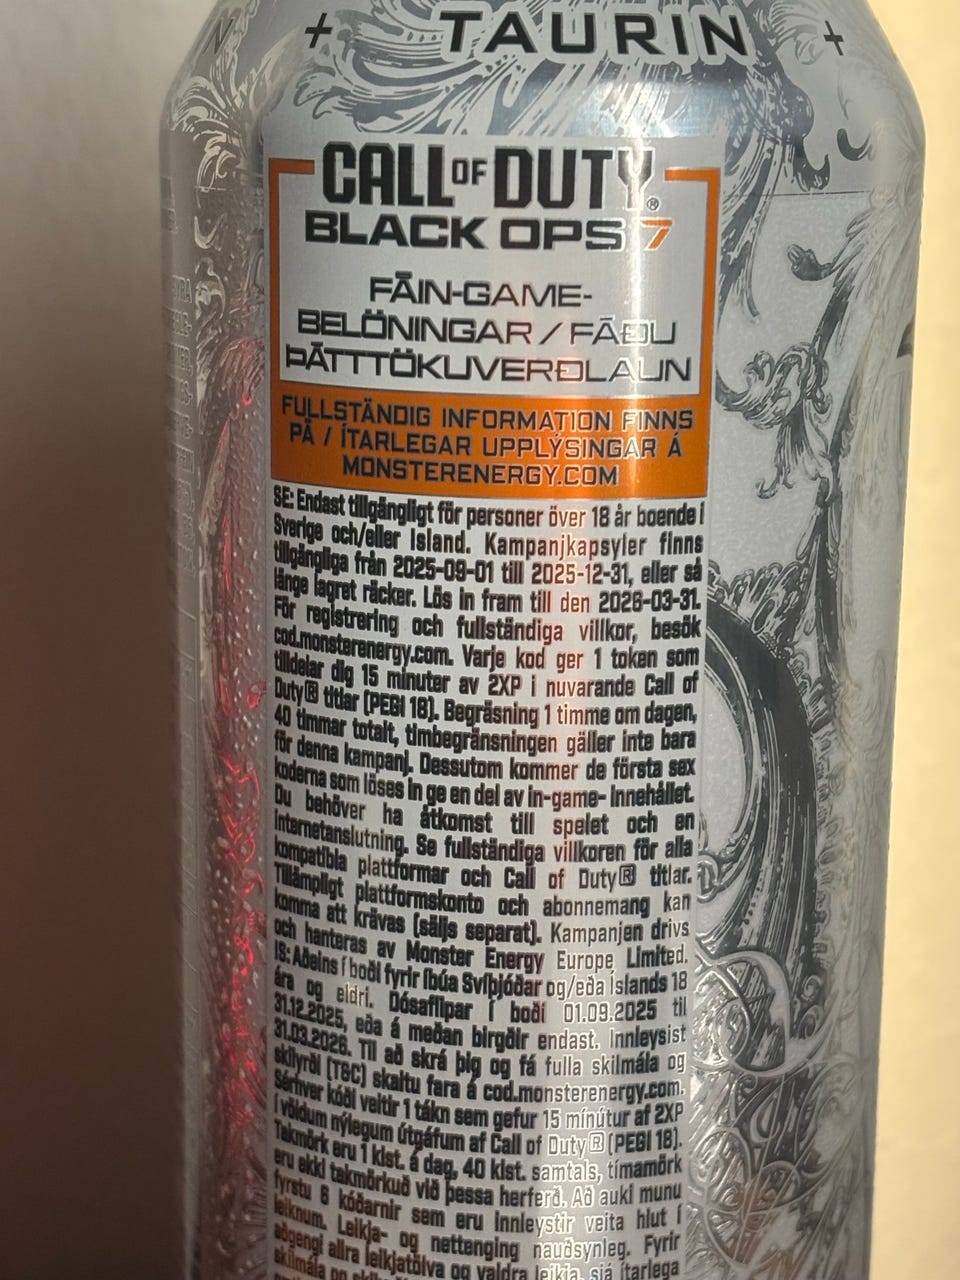 N + TAURIN +
CALL OF DUTY®
BLACK OPS 7
FÅ IN-GAME-
BELÖNINGAR / FÁÐU
ÞÁTTTÖKUVERÐLAUN
FULLSTÄNDIG INFORMATION FINNS
PÅ / ÍTARLEGAR UPPLÝSINGAR Á
MONSTERENERGY.COM
SE: Endast tillgängligt för personer över 18 år boende i
Sverige och/eller Island. Kampanjkapsyler finns
tillgängliga från 2025-09-01 till 2025-12-31, eller så
länge lagret räcker. Lös in fram till den 2026-03-31.
För registrering och fullständiga villkor, besök
cod.monsterenergy.com. Varje kod ger 1 token som
tilldelar dig 15 minuter av 2XP i nuvarande Call of
Duty® titlar (PEGI 18). Begräsning 1 timme om dagen,
40 timmar totalt, timbegränsningen gäller inte bara
för denna kampanj. Dessutom kommer de första sex
koderna som löses in ge en del av in-game- innehållet.
Du behöver ha åtkomst till spelet och en
internetanslutning. Se fullständiga villkoren för alla
kompatibla plattformar och Call of Duty® titlar.
Tillämpligt plattformskonto och abonnemang kan
komma att krävas (säljs separat). Kampanjen drivs
och hanteras av Monster Energy Europe Limited.
IS: Aðeins í boði fyrir íbúa Svíþjóðar og/eða Íslands 18
ára og eldri. Dósaflipar í boði 01.09.2025 til
31.12.2025, eða á meðan birgðir endast. Innleysist
31.03.2026. Til að skrá þig og fá fulla skilmála og
skilyrði (T&C) skaltu fara á cod.monsterenergy.com.
Sérhver kóði veitir 1 tákn sem gefur 15 mínútur af 2XP
í völdum nýlegum útgáfum af Call of Duty® (PEGI 18).
Takmörk eru 1 klst. á dag, 40 klst. samtals, tímamörk
eru ekki takmörkuð við þessa herferð. Að auki munu
fyrstu 6 kóðarnir sem eru innleystir veita hlut í
leiknum. Leikja- og nettenging nauðsynleg. Fyrir
aðgengi allra leikjatölva og valdra leikja, sjá ítarlega